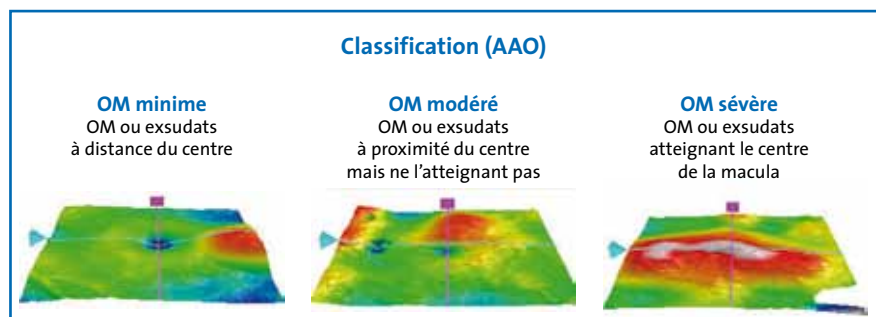 Classification (AAO)
OM minime
OM ou exsudats
à distance du centre
OM modéré
OM ou exsudats
à proximité du centre
mais ne l'atteignant pas
OM sévère
OM ou exsudats
atteignant le centre
de la macula